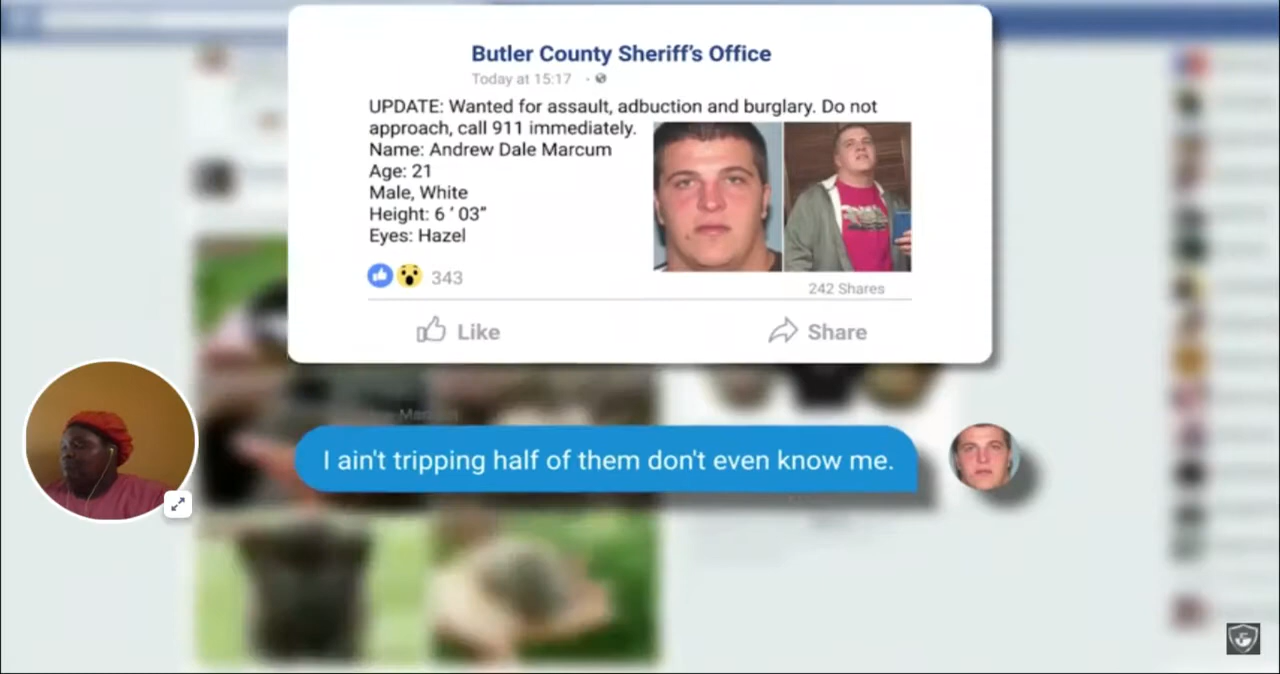 Butler County Sheriff's Office
Today at 15:17
UPDATE: Wanted for assault, adbuction and burglary. Do not
approach, call 911 immediately.
Name: Andrew Dale Marcum
Age: 21
Male, White
Height: 6 ' 03”
Eyes: Hazel
343
242 Shares
Like
Share
I ain't tripping half of them don't even know me.